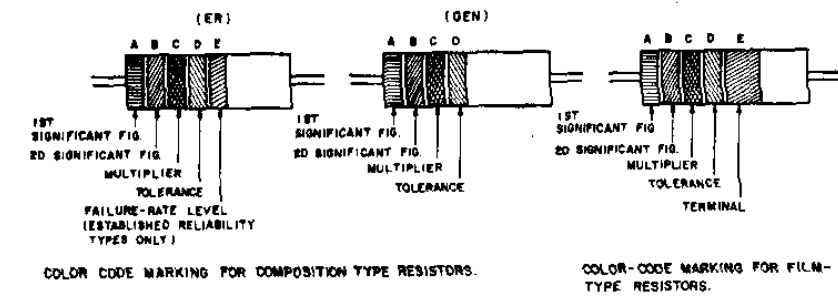 (ER)
A B C D E
1ST
SIGNIFICANT FIG.
2D SIGNIFICANT FIG.
MULTIPLIER
TOLERANCE
FAILURE-RATE LEVEL
(ESTABLISHED RELIABILITY
TYPES ONLY)
(GEN)
A B C D
1ST
SIGNIFICANT FIG.
2D SIGNIFICANT FIG.
MULTIPLIER
TOLERANCE
COLOR CODE MARKING FOR COMPOSITION TYPE RESISTORS.
A B C D E
1ST
SIGNIFICANT FIG
2D SIGNIFICANT FIG.
MULTIPLIER
TOLERANCE
TERMINAL
COLOR-CODE MARKING FOR FILM-
TYPE RESISTORS.